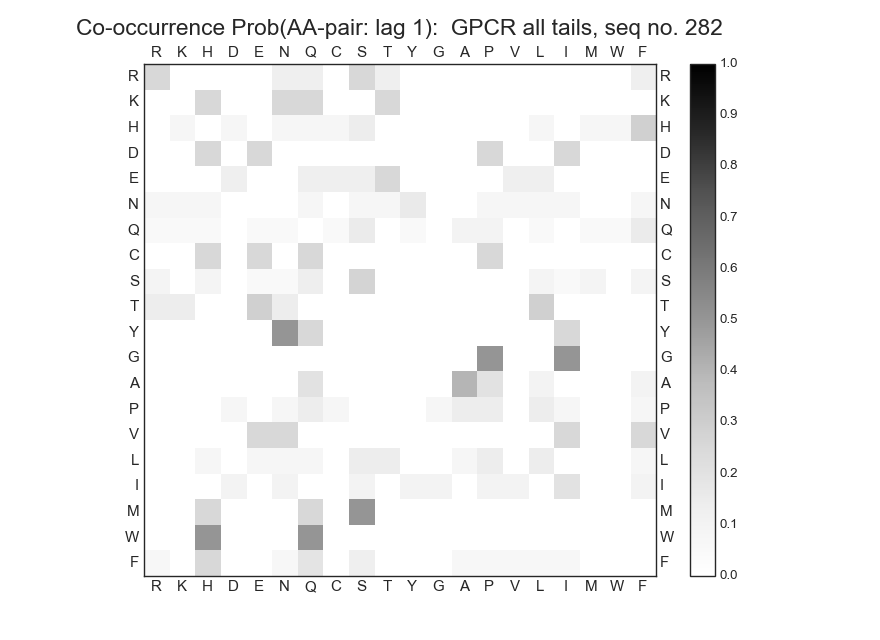 Co-occurrence Prob(AA-pair: lag 1):  GPCR all tails, seq no. 282
R K H D E N Q C S T Y G A P V L I M W F
1.0
R R
0.9
K K
H H
0.8
D D
E E
0.7
N N
Q Q
0.6
C C
S S
0.5
T T
Y Y
G G
0.4
A A
P P
0.3
V V
L L
0.2
I I
M M
0.1
W W
F F
0.0
R K H D E N Q C S T Y G A P V L I M W F